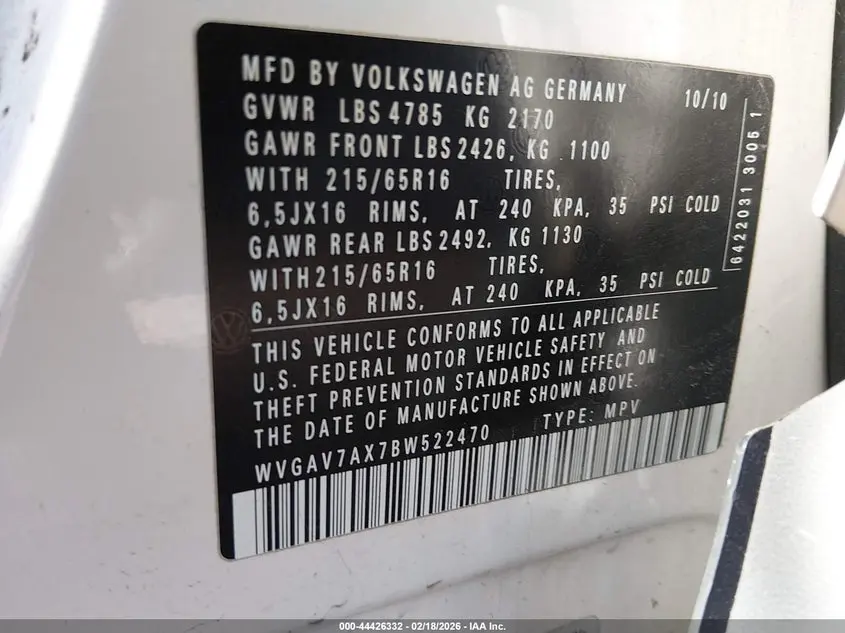 MFD BY VOLKSWAGEN AG GERMANY 10/10
GVWR LBS 4785 KG 2170
GAWR FRONT LBS 2426, KG 1100
WITH 215/65R16 TIRES,
6,5JX16 RIMS, AT 240 KPA, 35 PSI COLD
GAWR REAR LBS 2492, KG 1130
WITH 215/65R16 TIRES,
6,5JX16 RIMS, AT 240 KPA, 35 PSI COLD
THIS VEHICLE CONFORMS TO ALL APPLICABLE
U.S. FEDERAL MOTOR VEHICLE SAFETY AND
THEFT PREVENTION STANDARDS IN EFFECT ON
THE DATE OF MANUFACTURE SHOWN ABOVE.
WVGAV7AX7BW522470 TYPE: MPV
6422031 3005 1
000-44426332 - 02/18/2026 - IAA Inc.